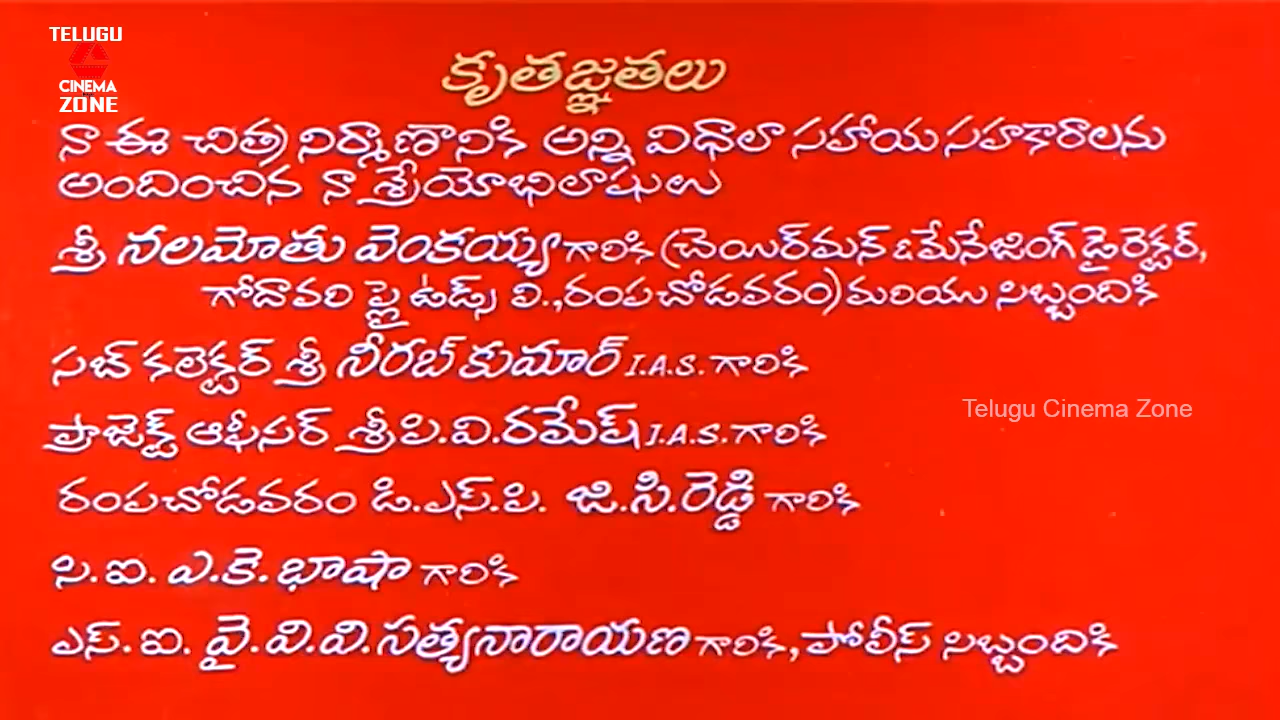 TELUGU
CINEMA
ZONE
కృతజ్ఞతలు
నా ఈ చిత్ర నిర్మాణానికి అన్ని విధాలా సహాయ సహకారాలను
అందించిన నా శ్రేయోభిలాషులు
శ్రీ నలమోతు వెంకయ్య గారికి (చెయిర్‌మన్ & మేనేజింగ్ డైరెక్టర్,
గోదావరి ప్లై ఉడ్స్ లి., రంపచోడవరం) మరియు సిబ్బందికి
సబ్ కలెక్టర్ శ్రీ నీరబ్ కుమార్ I.A.S. గారికి
Telugu Cinema Zone
ప్రాజెక్ట్ ఆఫీసర్ శ్రీ పి.వి.రమేష్ I.A.S. గారికి
రంపచోడవరం డి.ఎస్.పి. జి.సి.రెడ్డి గారికి
సి.ఐ. ఎ.కె. భాషా గారికి
ఎస్.ఐ. వై.వి.వి.సత్యనారాయణ గారికి, పోలీస్ సిబ్బందికి